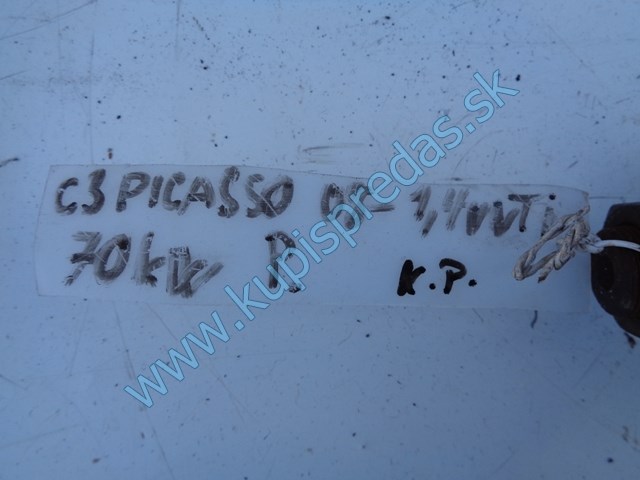 C3 PICASSO 1,4 VVTi
70 kW R K.P.
www.kupispredas.sk